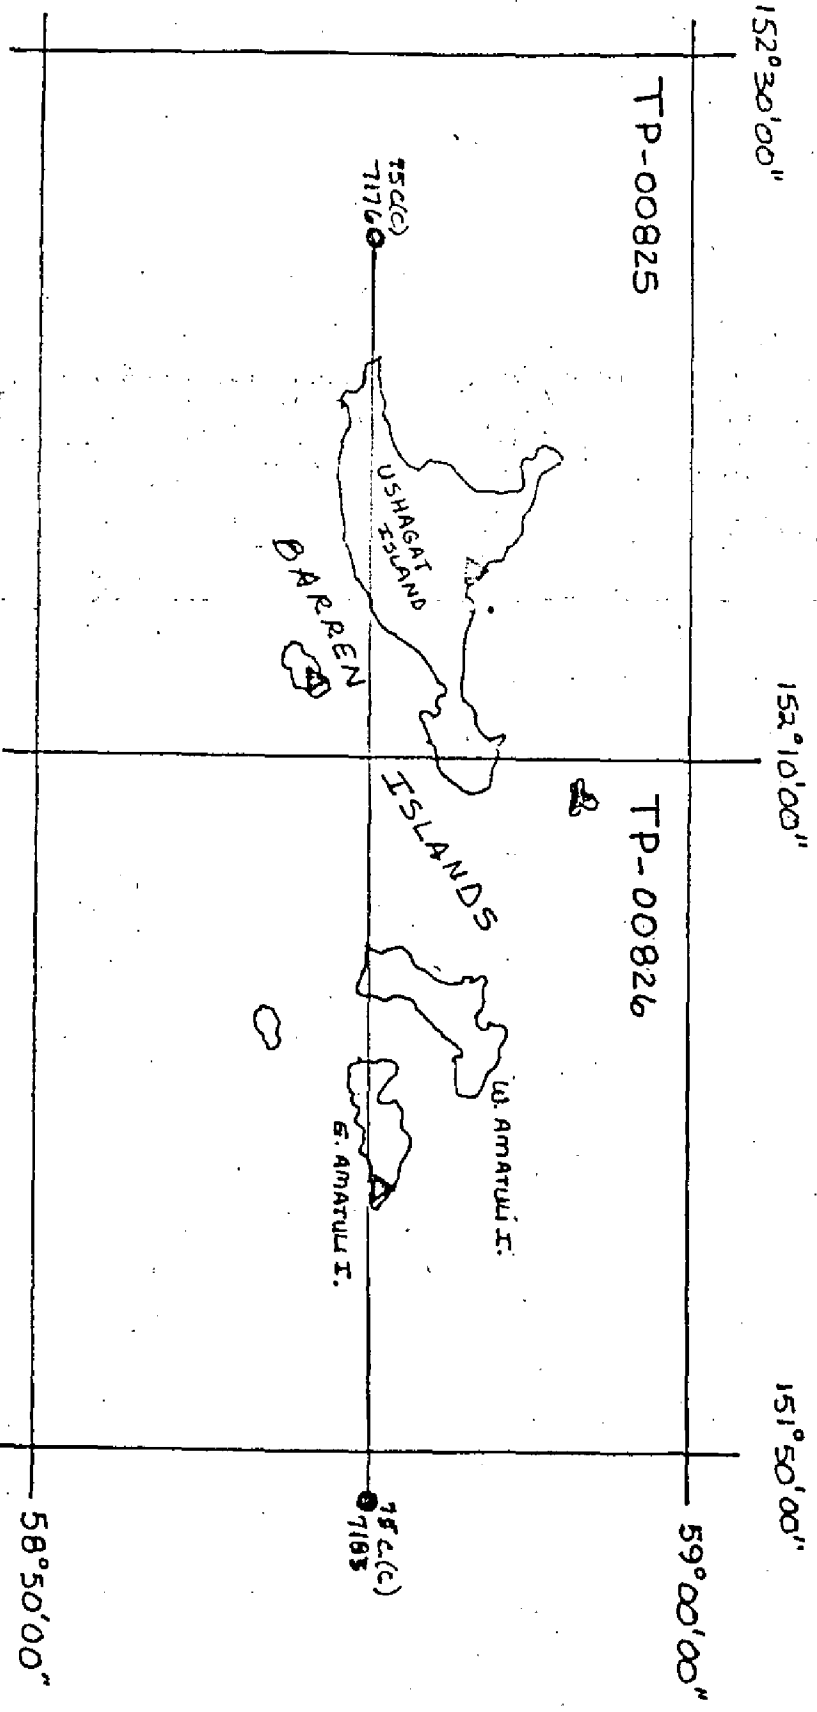 152°30'00"
152°10'00"
151°50'00"
TP-00825
TP-00826
59°00'00"
75C(C)
7176
USHAGAT
ISLAND
BARREN
ISLANDS
W. AMATULI I.
E. AMATULI I.
75 C.(C)
7183
58°50'00"